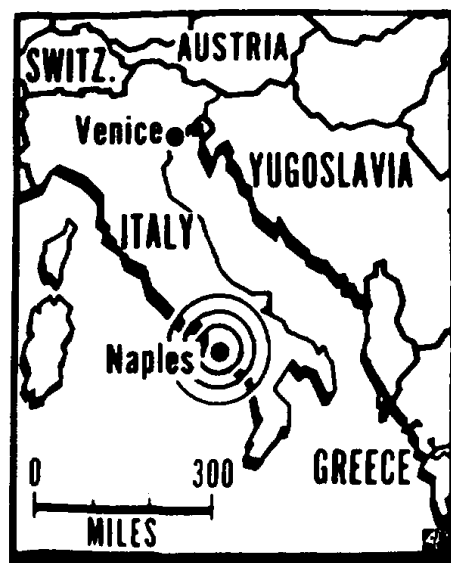 AUSTRIA
SWITZ.
Venice
YUGOSLAVIA
ITALY
Naples
GREECE
0 300
MILES